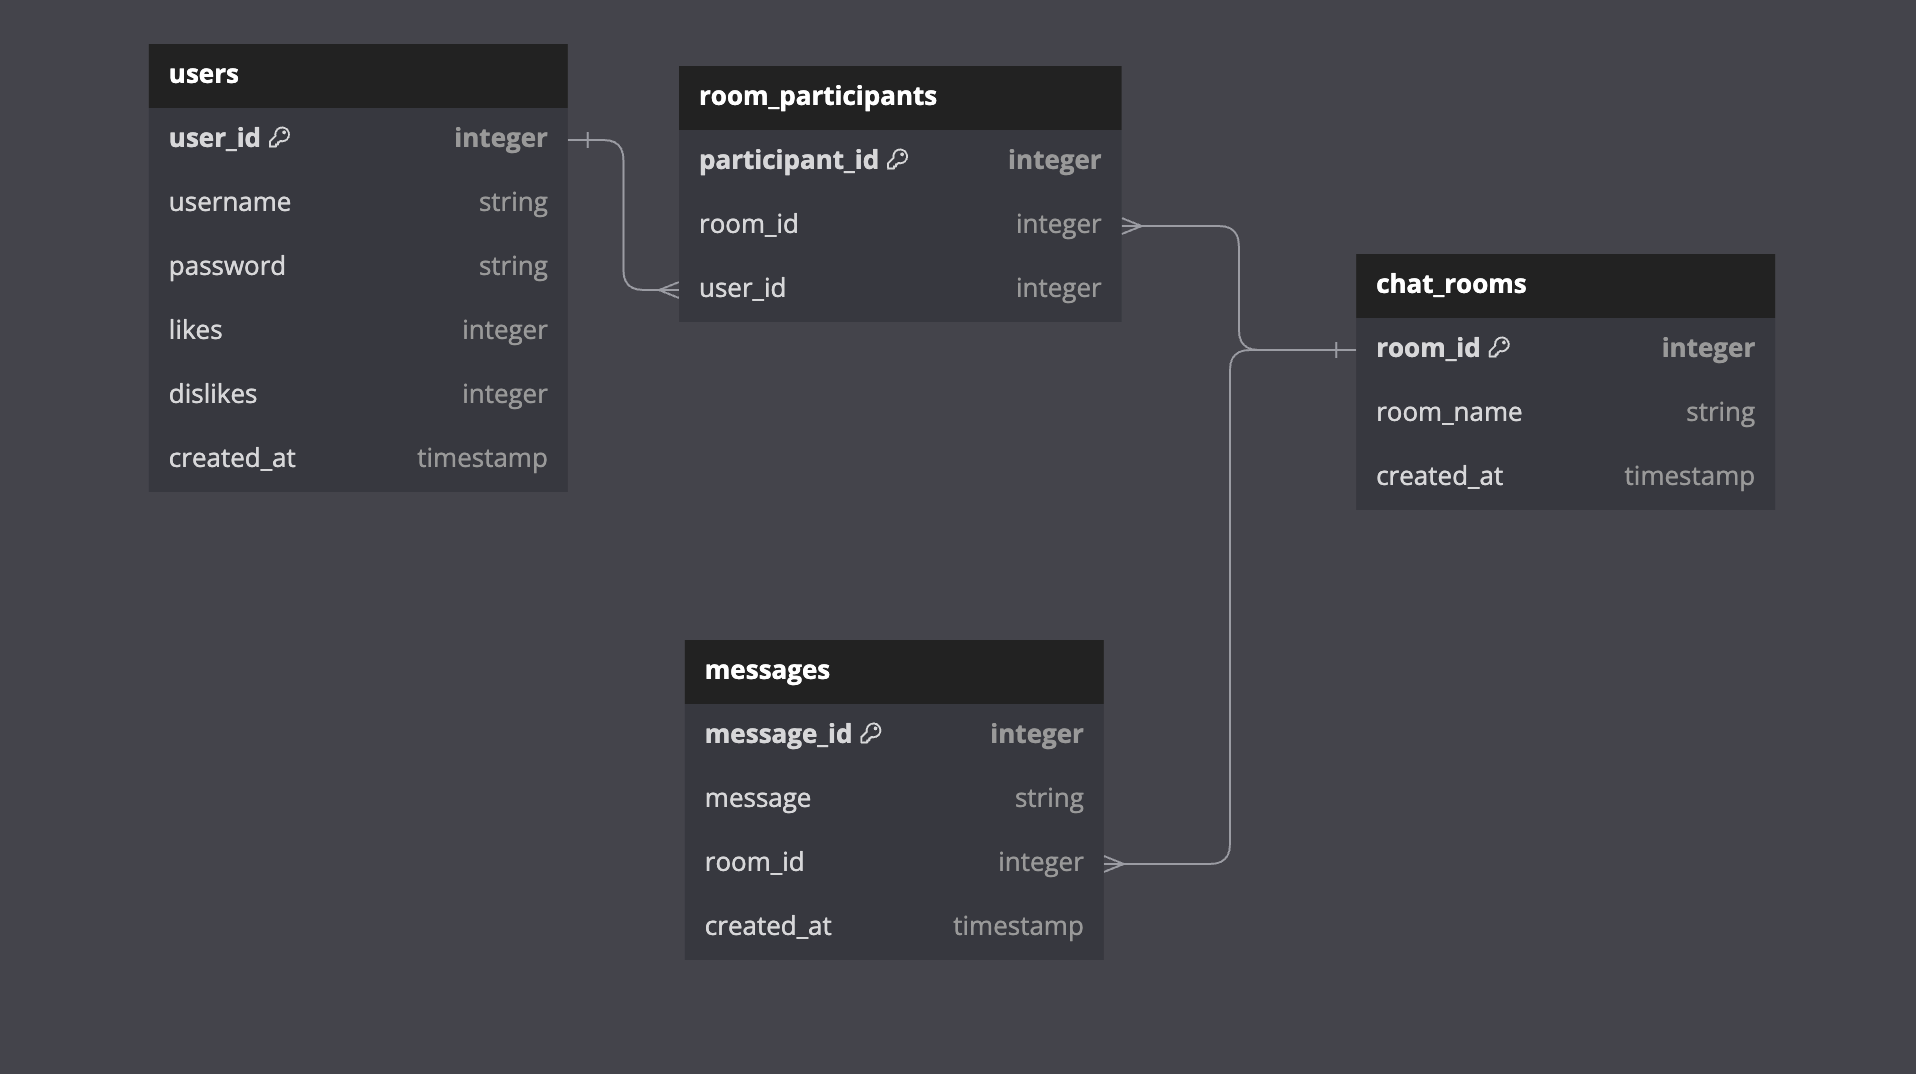 users
user_id integer
username string
password string
likes integer
dislikes integer
created_at timestamp
room_participants
participant_id integer
room_id integer
user_id integer
chat_rooms
room_id integer
room_name string
created_at timestamp
messages
message_id integer
message string
room_id integer
created_at timestamp